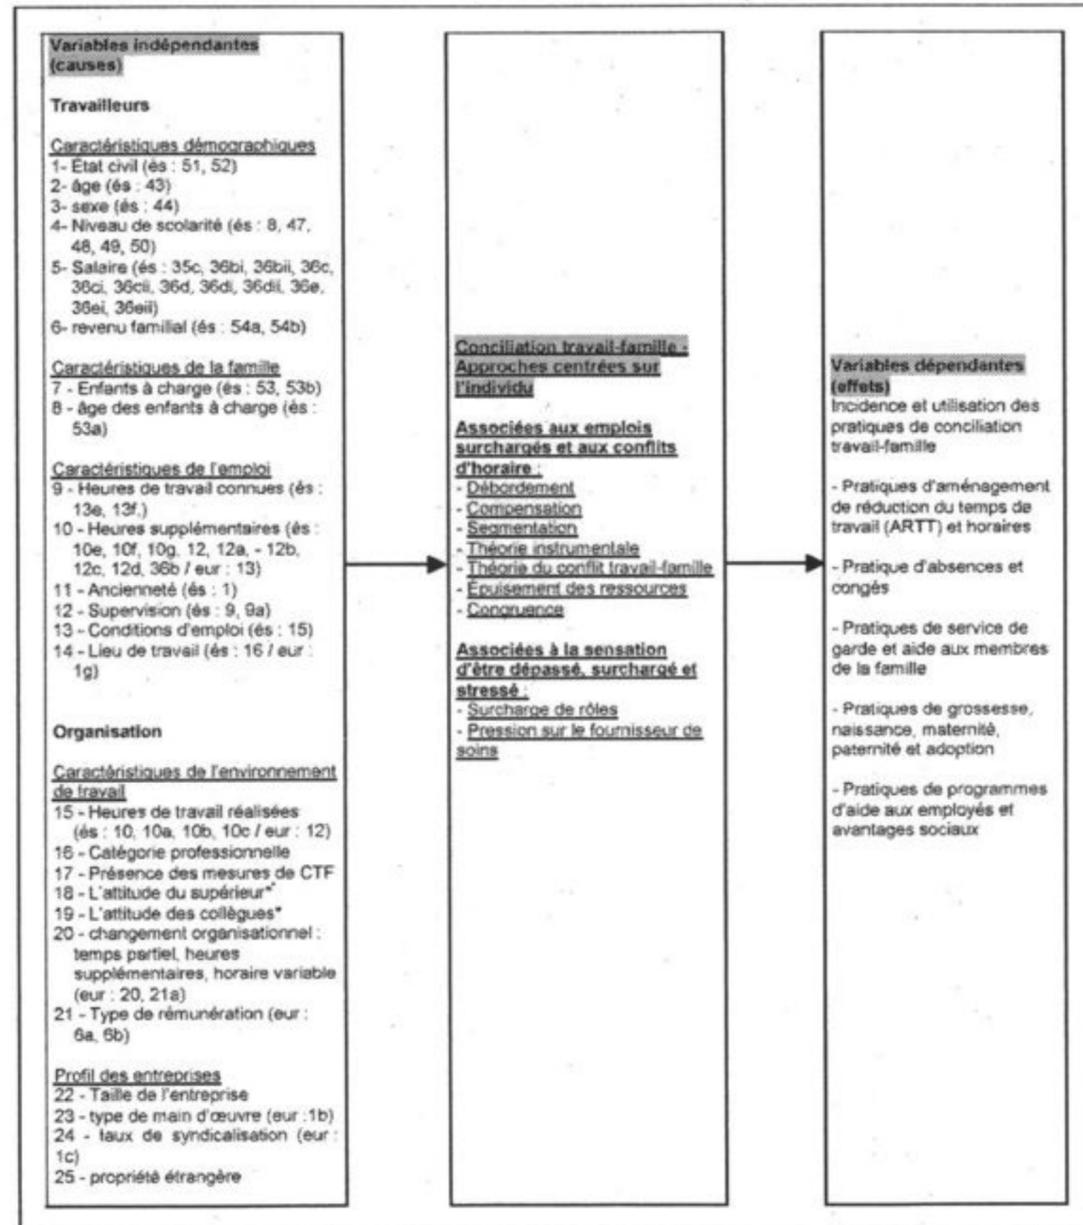 Variables indépendantes
(causes)
Travailleurs
Caractéristiques démographiques
1- État civil (és : 51, 52)
2- âge (és : 43)
3- sexe (és : 44)
4- Niveau de scolarité (és : 8, 47,
48, 49, 50)
5- Salaire (és : 35c, 36bi, 36bii, 36c,
36ci, 36cii, 36d, 36di, 36dii, 36e,
36ei, 36eii)
6- revenu familial (és : 54a, 54b)
Caractéristiques de la famille
7 - Enfants à charge (és : 53, 53b)
8 - âge des enfants à charge (és :
53a)
Caractéristiques de l'emploi
9 - Heures de travail connues (és :
13e, 13f,)
10 - Heures supplémentaires (és :
10e, 10f, 10g, 12, 12a, - 12b,
12c, 12d, 36b / eur : 13)
11 - Ancienneté (és : 1)
12 - Supervision (és : 9, 9a)
13 - Conditions d'emploi (és : 15)
14 - Lieu de travail (és : 16 / eur :
1g)
Organisation
Caractéristiques de l'environnement
de travail
15 - Heures de travail réalisées
(és : 10, 10a, 10b, 10c / eur : 12)
16 - Catégorie professionnelle
17 - Présence des mesures de CTF
18 - L'attitude du supérieur*
19 - L'attitude des collègues*
20 - changement organisationnel :
temps partiel, heures
supplémentaires, horaire variable
(eur : 20, 21a)
21 - Type de rémunération (eur :
6a, 6b)
Profil des entreprises
22 - Taille de l'entreprise
23 - type de main d'œuvre (eur :1b)
24 - taux de syndicalisation (eur :
1c)
25 - propriété étrangère
Conciliation travail-famille -
Approches centrées sur
l'individu
Associées aux emplois
surchargés et aux conflits
d'horaire :
- Débordement
- Compensation
- Segmentation
- Théorie instrumentale
- Théorie du conflit travail-famille
- Épuisement des ressources
- Congruence
Associées à la sensation
d'être dépassé, surchargé et
stressé :
- Surcharge de rôles
- Pression sur le fournisseur de
soins
Variables dépendantes
(effets)
Incidence et utilisation des
pratiques de conciliation
travail-famille
- Pratiques d'aménagement
de réduction du temps de
travail (ARTT) et horaires
- Pratique d'absences et
congés
- Pratiques de service de
garde et aide aux membres
de la famille
- Pratiques de grossesse,
naissance, maternité,
paternité et adoption
- Pratiques de programmes
d'aide aux employés et
avantages sociaux